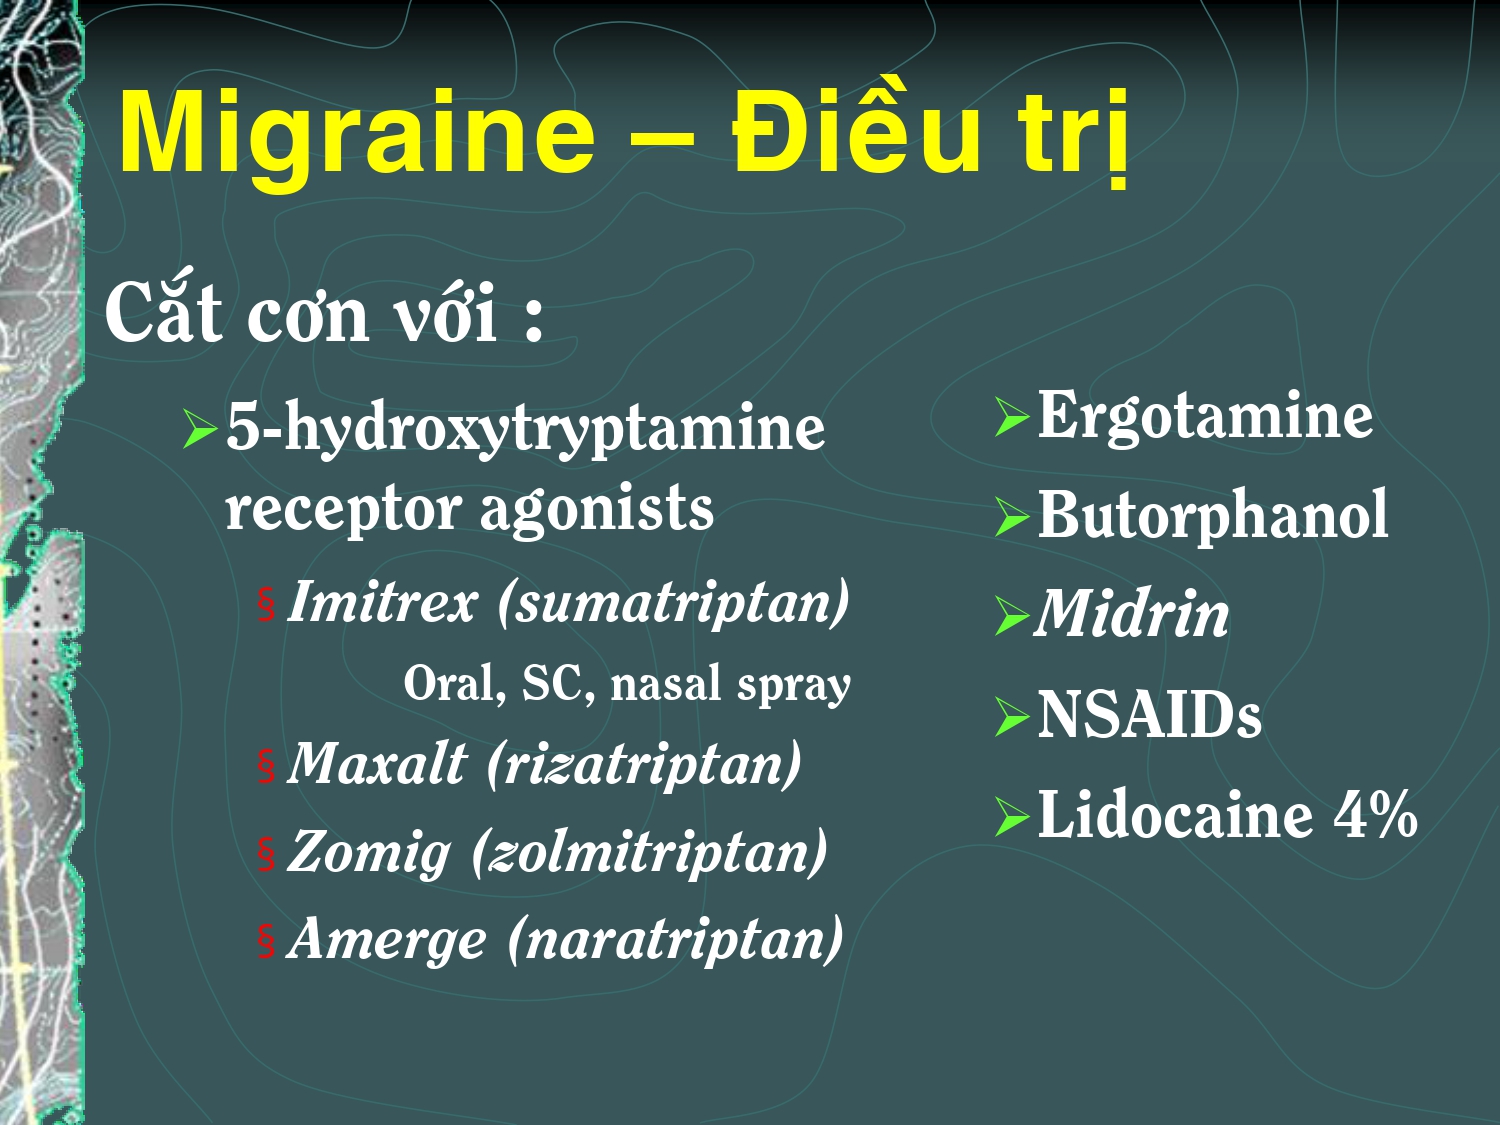 Migraine – Điều trị
Cắt cơn với :
5-hydroxytryptamine
receptor agonists
Imitrex (sumatriptan)
Oral, SC, nasal spray
Maxalt (rizatriptan)
Zomig (zolmitriptan)
Amerge (naratriptan)
Ergotamine
Butorphanol
Midrin
NSAIDs
Lidocaine 4%